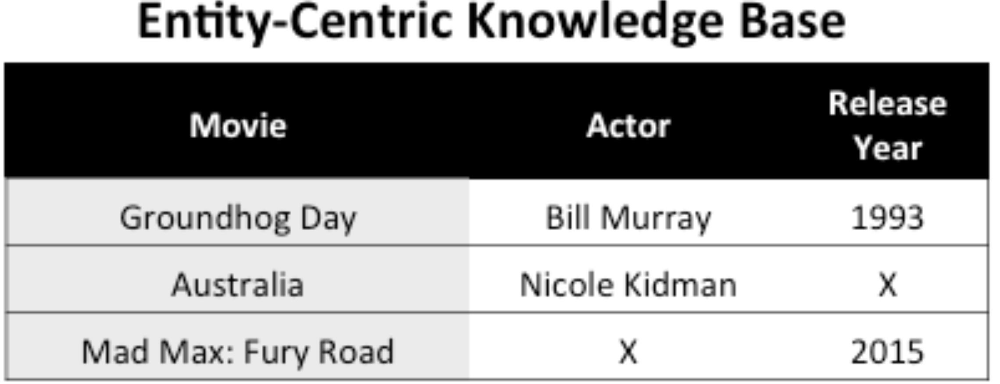 Entity-Centric Knowledge Base
Movie Actor Release Year
Groundhog Day Bill Murray 1993
Australia Nicole Kidman X
Mad Max: Fury Road X 2015